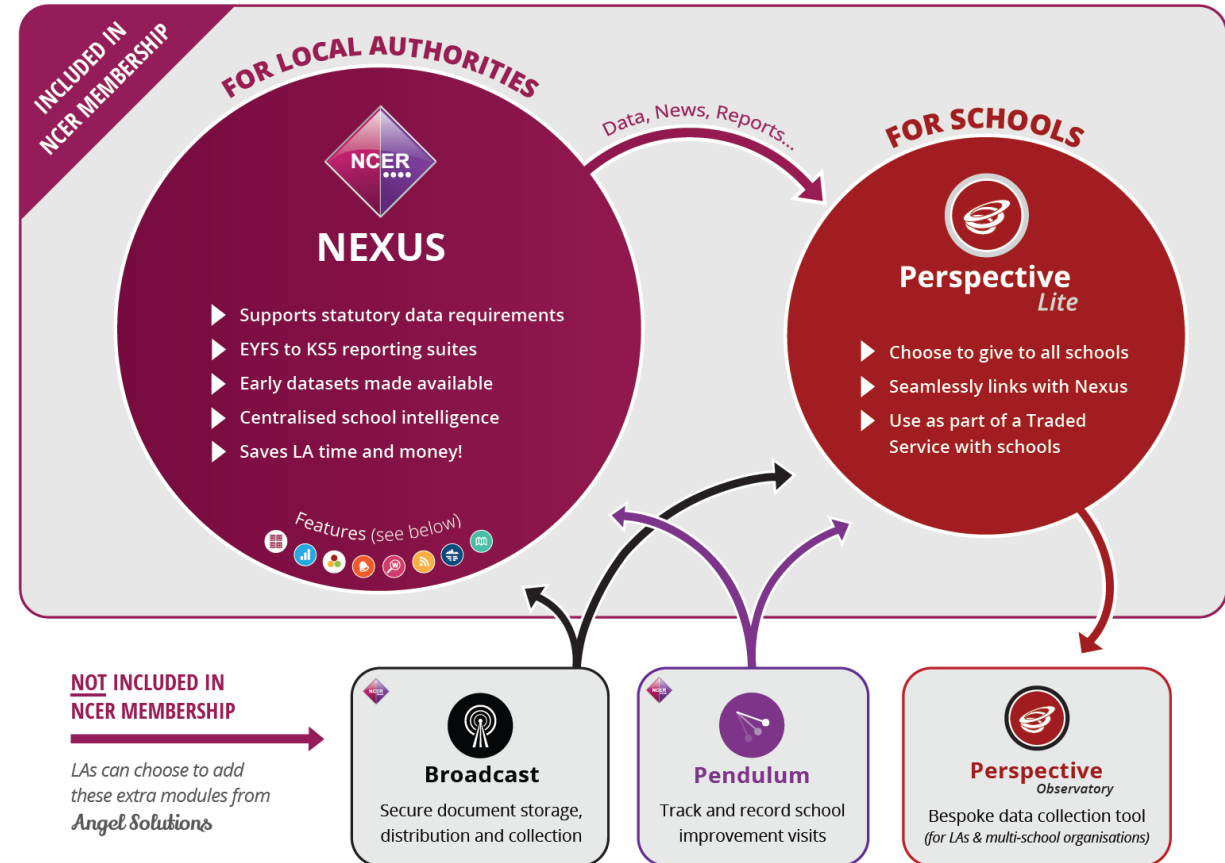 INCLUDED IN
NCER MEMBERSHIP
FOR LOCAL AUTHORITIES
NCER
NEXUS
Supports statutory data requirements
EYFS to KS5 reporting suites
Early datasets made available
Centralised school intelligence
Saves LA time and money!
Features (see below)
Data, News, Reports...
FOR SCHOOLS
Perspective
Lite
Choose to give to all schools
Seamlessly links with Nexus
Use as part of a Traded
Service with schools
NOT INCLUDED IN
NCER MEMBERSHIP
LAs can choose to add
these extra modules from
Angel Solutions
NCER
Broadcast
Secure document storage,
distribution and collection
NCER
Pendulum
Track and record school
improvement visits
Perspective
Observatory
Bespoke data collection tool
(for LAs & multi-school organisations)